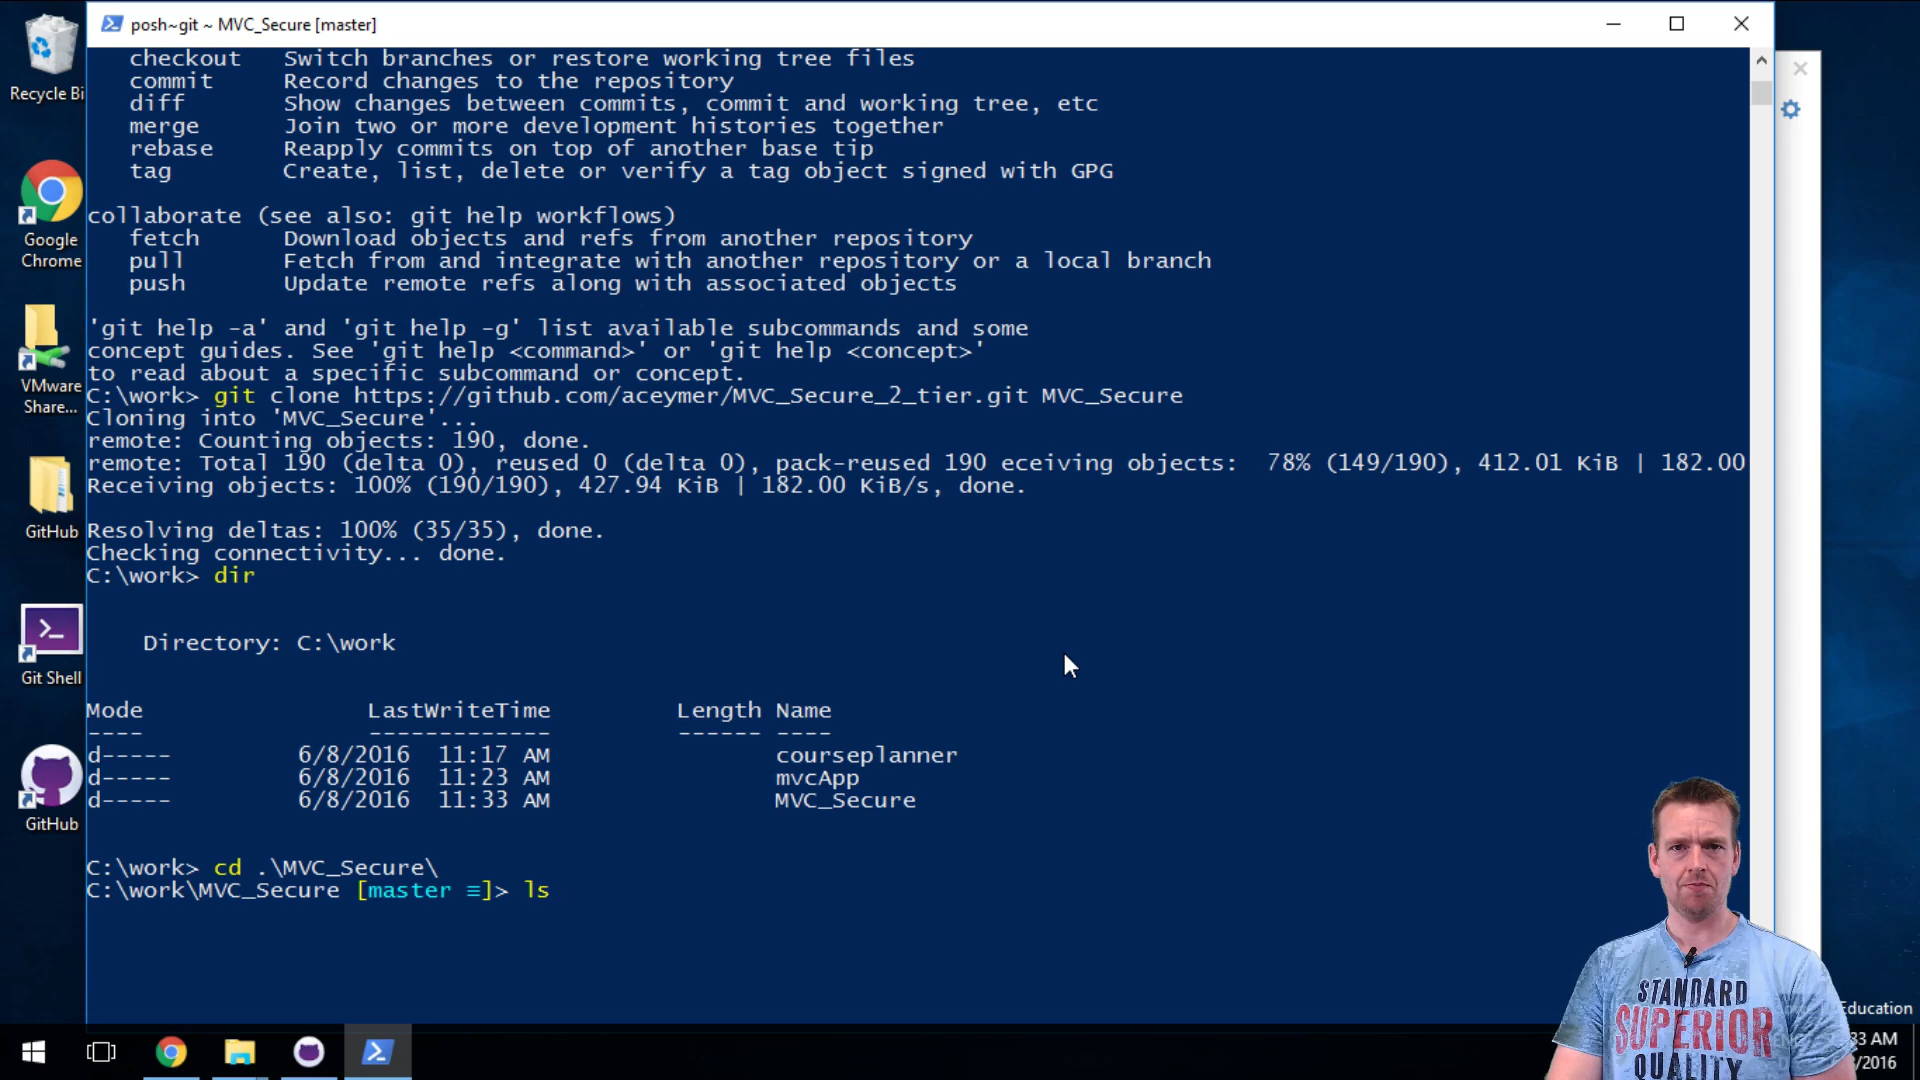 posh~git ~ MVC_Secure [master]
checkout Switch branches or restore working tree files
commit Record changes to the repository
diff Show changes between commits, commit and working tree, etc
merge Join two or more development histories together
rebase Reapply commits on top of another base tip
tag Create, list, delete or verify a tag object signed with GPG
collaborate (see also: git help workflows)
fetch Download objects and refs from another repository
pull Fetch from and integrate with another repository or a local branch
push Update remote refs along with associated objects
'git help -a' and 'git help -g' list available subcommands and some
concept guides. See 'git help <command>' or 'git help <concept>'
to read about a specific subcommand or concept.
C:\work> git clone https://github.com/aceymer/MVC_Secure_2_tier.git MVC_Secure
Cloning into 'MVC_Secure'...
remote: Counting objects: 190, done.
remote: Total 190 (delta 0), reused 0 (delta 0), pack-reused 190 eceiving objects: 78% (149/190), 412.01 KiB | 182.00
Receiving objects: 100% (190/190), 427.94 KiB | 182.00 KiB/s, done.
Resolving deltas: 100% (35/35), done.
Checking connectivity... done.
C:\work> dir
Directory: C:\work
Mode LastWriteTime Length Name
---- ------------- ------ ----
d----- 6/8/2016 11:17 AM courseplanner
d----- 6/8/2016 11:23 AM mvcApp
d----- 6/8/2016 11:33 AM MVC_Secure
C:\work> cd .\MVC_Secure\
C:\work\MVC_Secure [master ≡]> ls
Recycle Bi
Google
Chrome
VMware
Share...
GitHub
Git Shell
GitHub
STANDARD
SUPERIOR
QUALITY
Education
33 AM
/2016